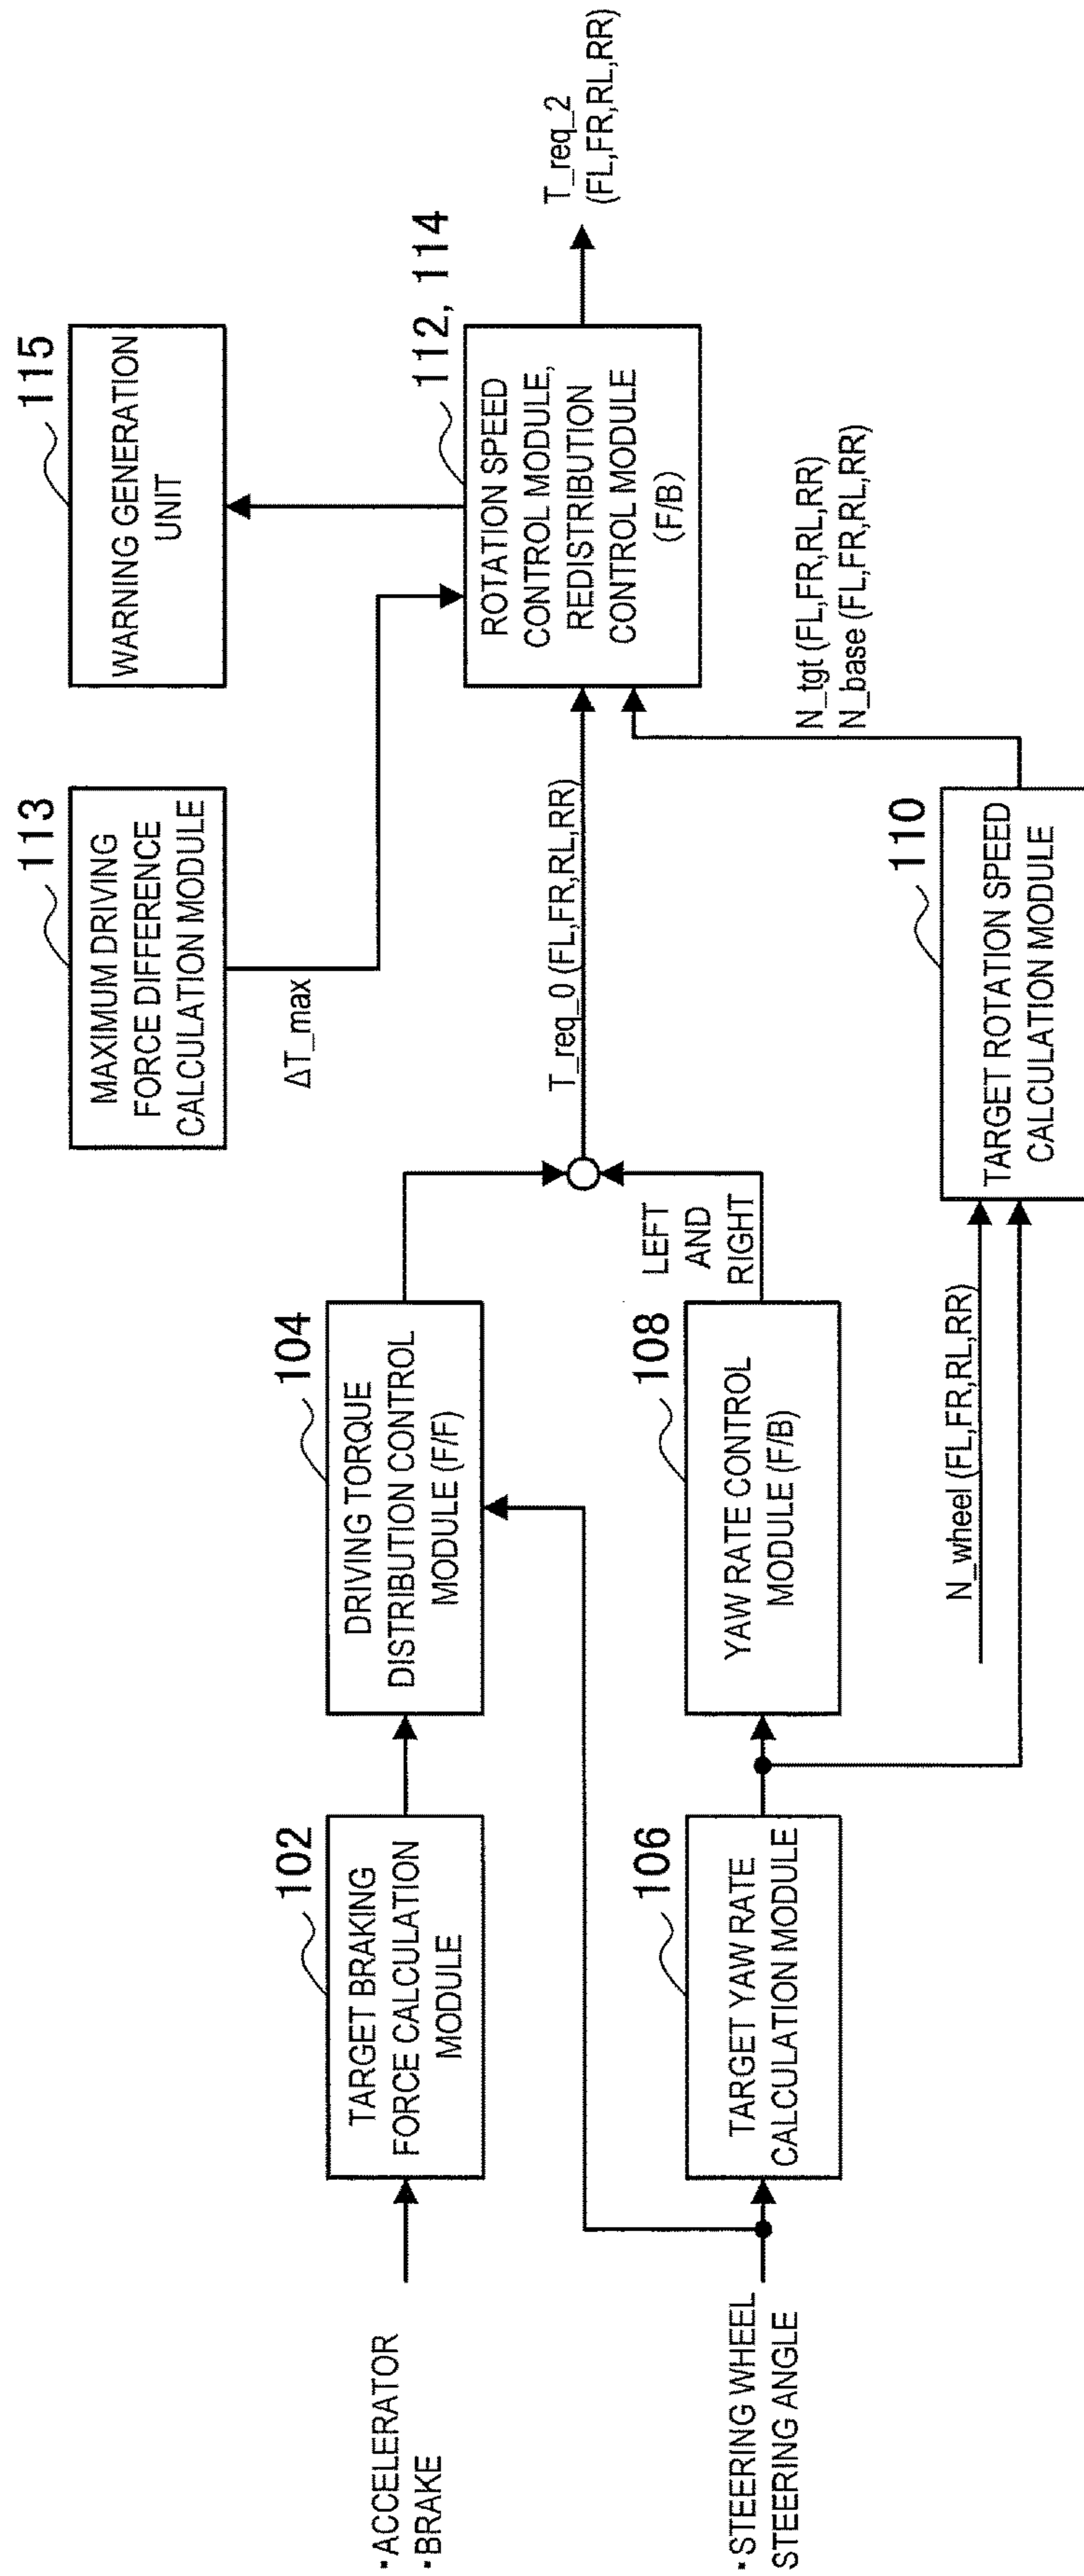 ·ACCELERATOR
·BRAKE
102
TARGET BRAKING
FORCE CALCULATION
MODULE
104
DRIVING TORQUE
DISTRIBUTION CONTROL
MODULE (F/F)
113
MAXIMUM DRIVING
FORCE DIFFERENCE
CALCULATION MODULE
ΔT_max
115
WARNING GENERATION
UNIT
·STEERING WHEEL
STEERING ANGLE
106
TARGET YAW RATE
CALCULATION MODULE
108
YAW RATE CONTROL
MODULE (F/B)
LEFT
AND
RIGHT
T_req_0 (FL,FR,RL,RR)
112, 114
ROTATION SPEED
CONTROL MODULE,
REDISTRIBUTION
CONTROL MODULE
(F/B)
T_req_2
(FL,FR,RL,RR)
N_wheel (FL,FR,RL,RR)
110
TARGET ROTATION SPEED
CALCULATION MODULE
N_tgt (FL,FR,RL,RR)
N_base (FL,FR,RL,RR)